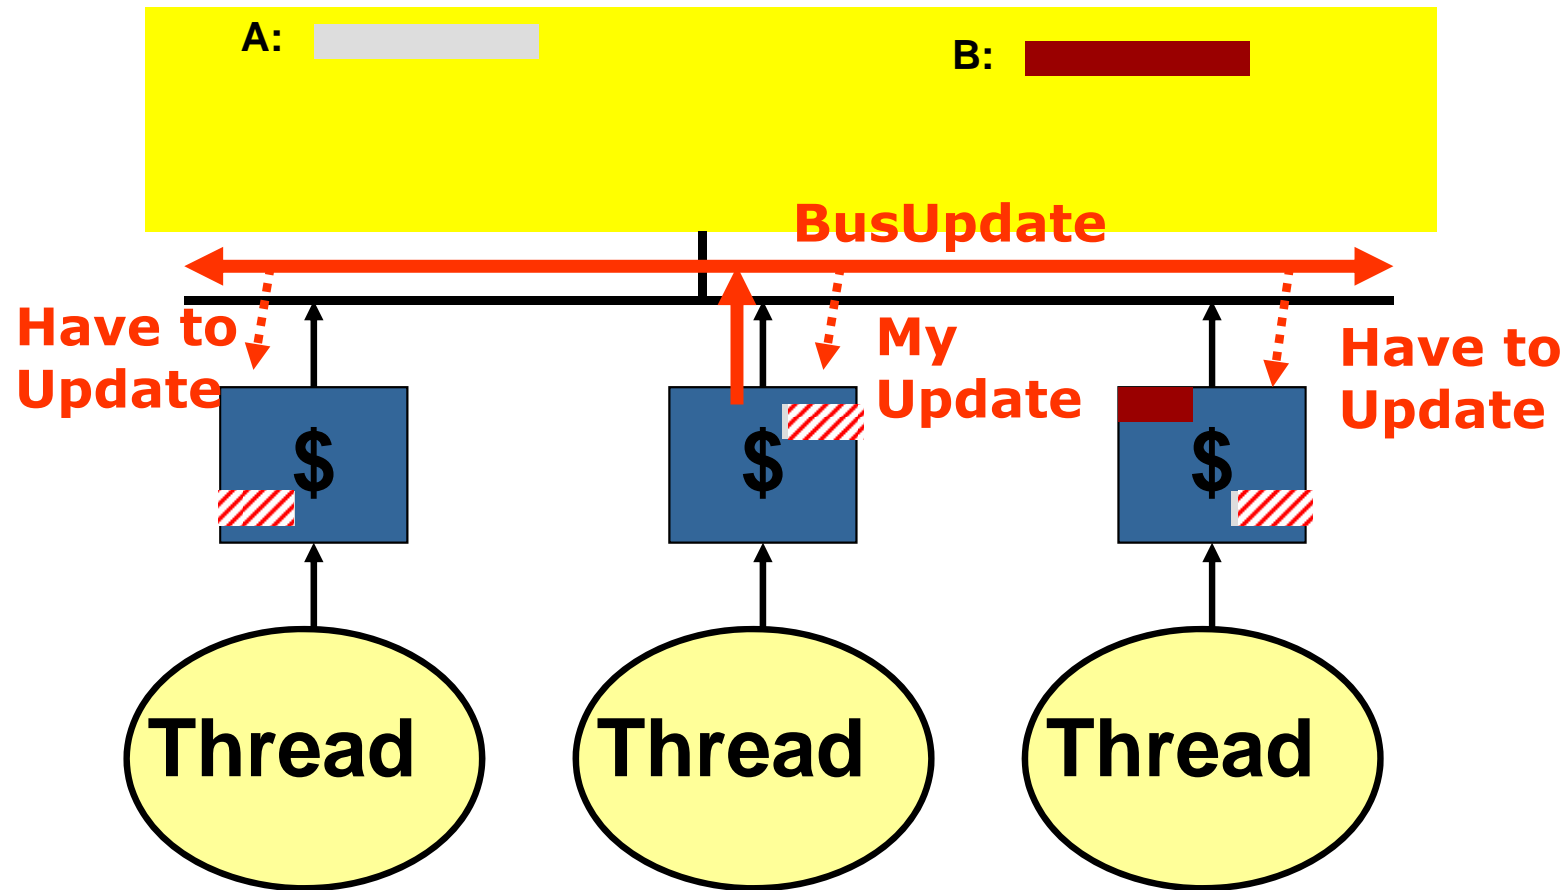 A:
B:
BusUpdate
Have to
Update
My
Update
Have to
Update
$
$
$
Thread
Thread
Thread